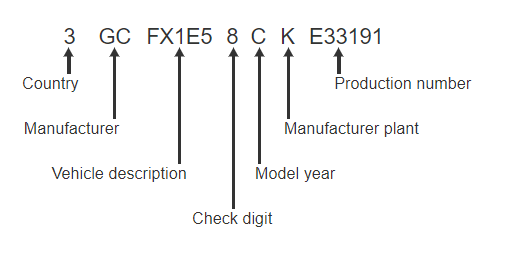 3 GC FX1E5 8 C K E33191
Country Production number
Manufacturer Manufacturer plant
Vehicle description Model year
Check digit